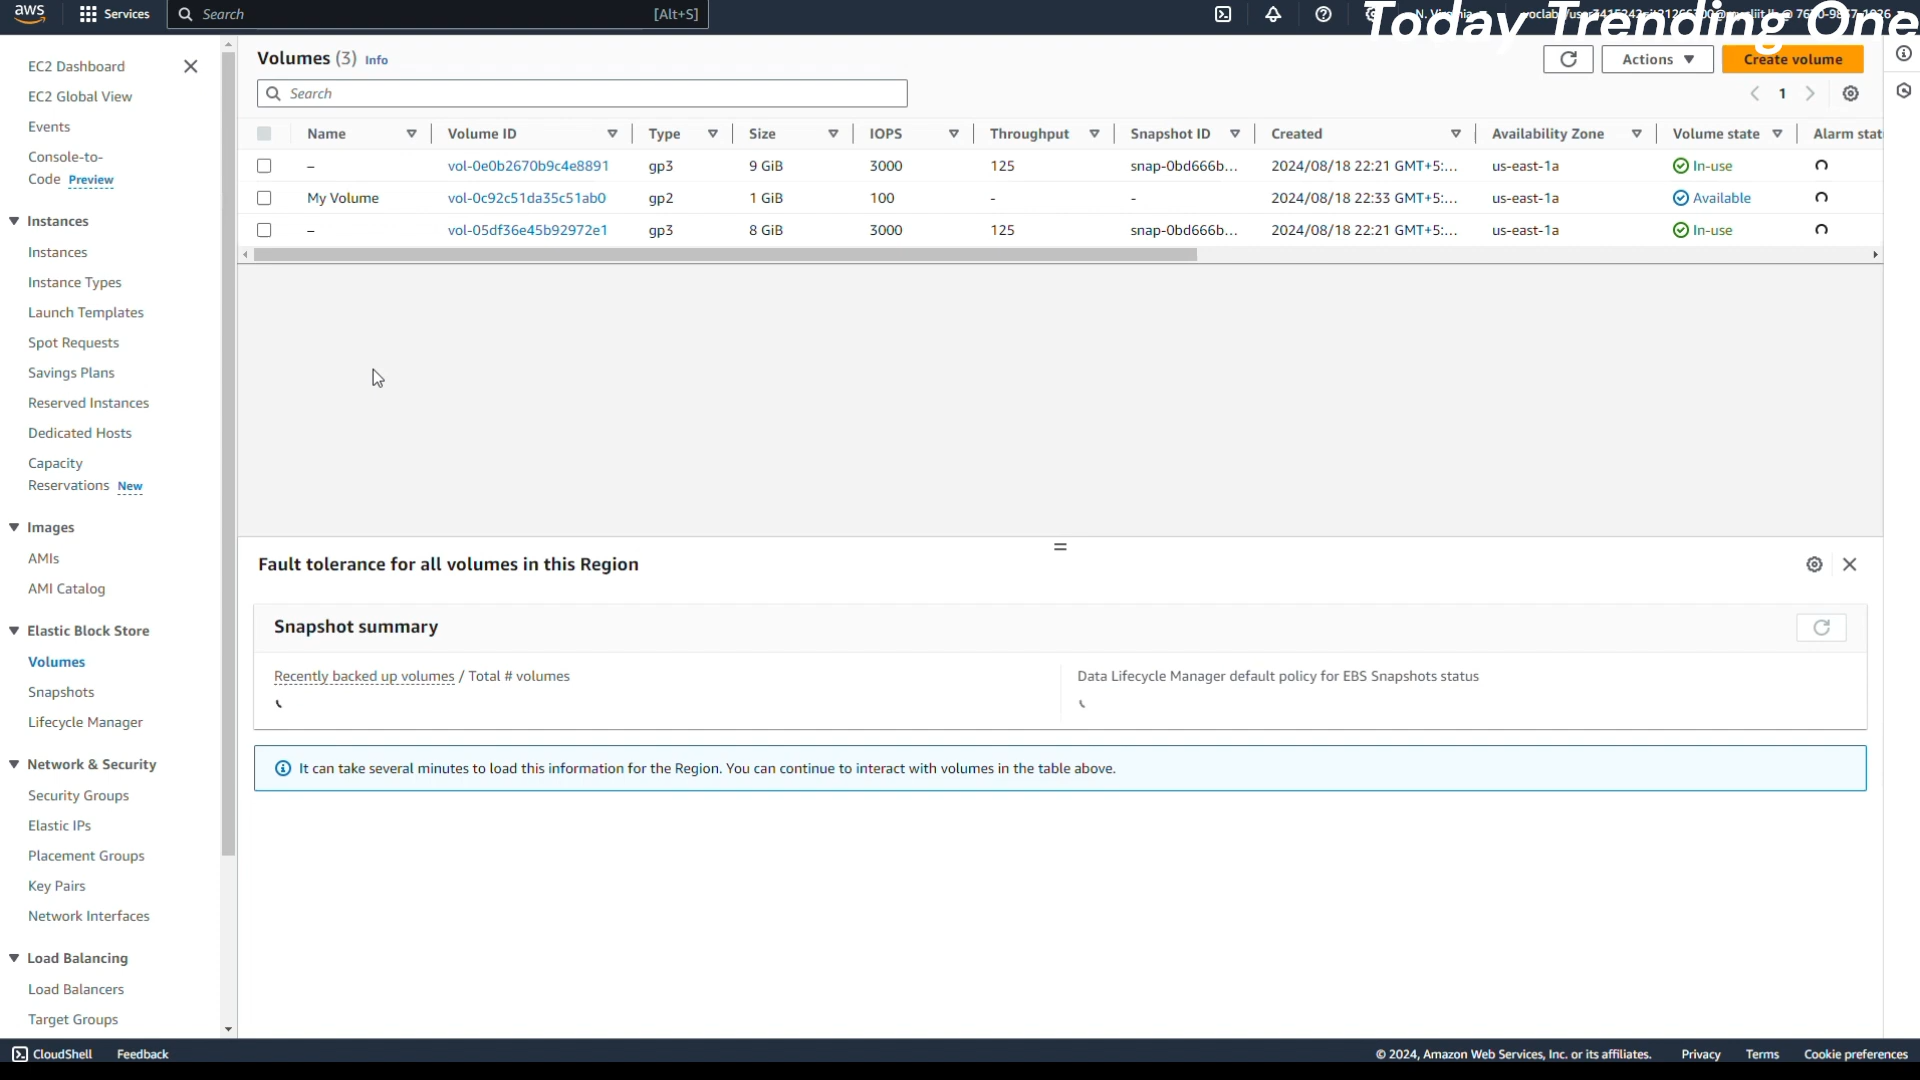 aws Services Search [Alt+S]
Today Trending One
EC2 Dashboard
EC2 Global View
Events
Console-to-
Code Preview
Instances
Instances
Instance Types
Launch Templates
Spot Requests
Savings Plans
Reserved Instances
Dedicated Hosts
Capacity
Reservations New
Images
AMIs
AMI Catalog
Elastic Block Store
Volumes
Snapshots
Lifecycle Manager
Network & Security
Security Groups
Elastic IPs
Placement Groups
Key Pairs
Network Interfaces
Load Balancing
Load Balancers
Target Groups
Volumes (3) Info
Actions Create volume
Search
1
Name Volume ID Type Size IOPS Throughput Snapshot ID Created Availability Zone Volume state Alarm stat
– vol-0e0b2670b9c4e8891 gp3 9 GiB 3000 125 snap-0bd666b... 2024/08/18 22:21 GMT+5:... us-east-1a In-use
My Volume vol-0c92c51da35c51ab0 gp2 1 GiB 100 - - 2024/08/18 22:33 GMT+5:... us-east-1a Available
– vol-05df36e45b92972e1 gp3 8 GiB 3000 125 snap-0bd666b... 2024/08/18 22:21 GMT+5:... us-east-1a In-use
Fault tolerance for all volumes in this Region
Snapshot summary
Recently backed up volumes / Total # volumes
Data Lifecycle Manager default policy for EBS Snapshots status
It can take several minutes to load this information for the Region. You can continue to interact with volumes in the table above.
CloudShell Feedback
© 2024, Amazon Web Services, Inc. or its affiliates. Privacy Terms Cookie preferences